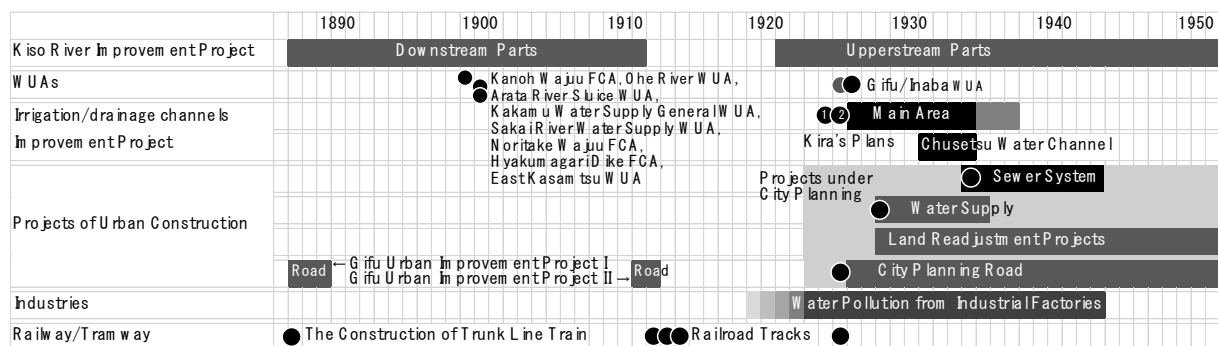 1890 1900 1910 1920 1930 1940 1950
Kiso River Improvement Project Downstream Parts Upperstream Parts
WUAs Kanoh Wajuu FCA, Ohe River WUA, Gifu/Inaba WUA
Arata River Sluice WUA,
Irrigation/drainage channels Kakamu Water Supply General WUA, 1 2 Main Area
Sakai River Water Supply WUA,
Improvement Project Noritake Wajuu FCA, Kira's Plans Chusetsu Water Channel
Hyakumagari Dike FCA,
East Kasamtsu WUA
Projects under Sewer System
City Planning
Projects of Urban Construction Water Supply
Land Readjustment Projects
Road ←Gifu Urban Improvement Project I
Gifu Urban Improvement Project II→ Road City Planning Road
Industries Water Pollution from Industrial Factories
Railway/Tramway The Construction of Trunk Line Train Railroad Tracks